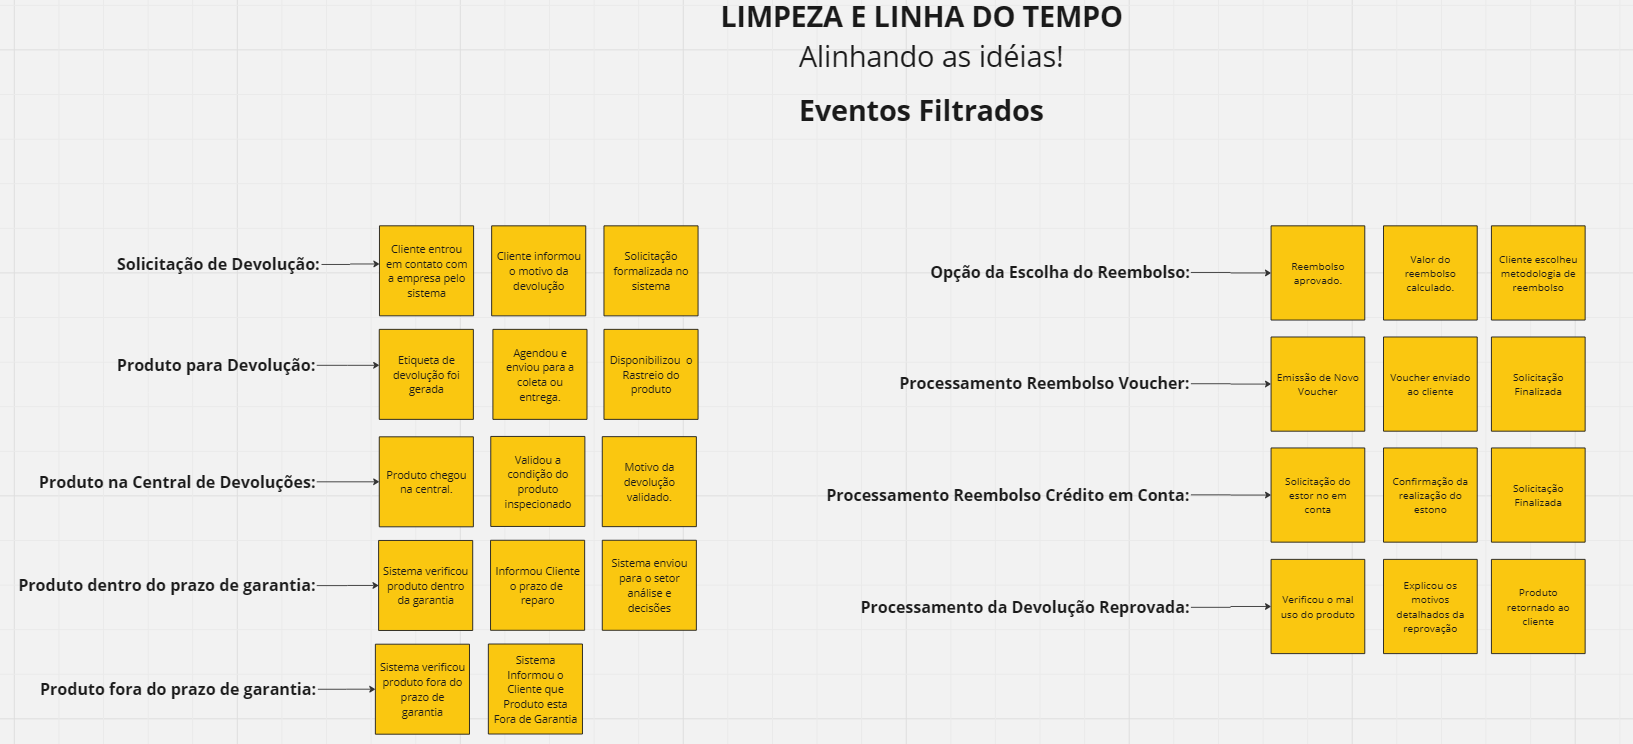 LIMPEZA E LINHA DO TEMPO
Alinhando as idéias!
Eventos Filtrados
Solicitação de Devolução:
Cliente entrou
em contato com
a empresa pelo
sistema
Cliente informou
o motivo da
devolução
Solicitação
formalizada no
sistema
Produto para Devolução:
Etiqueta de
devolução foi
gerada
Agendou e
enviou para a
coleta ou
entrega.
Disponibilizou o
Rastreio do
produto
Produto na Central de Devoluções:
Produto chegou
na central.
Validou a
condição do
produto
inspecionado
Motivo da
devolução
validado.
Produto dentro do prazo de garantia:
Sistema verificou
produto dentro
da garantia
Informou Cliente
o prazo de
reparo
Sistema enviou
para o setor
análise e
decisões
Produto fora do prazo de garantia:
Sistema verificou
produto fora do
prazo de
garantia
Sistema
Informou o
Cliente que
Produto esta
Fora de Garantia
Opção da Escolha do Reembolso:
Reembolso
aprovado.
Valor do
reembolso
calculado.
Cliente escolheu
metodologia de
reembolso
Processamento Reembolso Voucher:
Emissão de Novo
Voucher
Voucher enviado
ao cliente
Solicitação
Finalizada
Processamento Reembolso Crédito em Conta:
Solicitação do
estor no em
conta
Confirmação da
realização do
estono
Solicitação
Finalizada
Processamento da Devolução Reprovada:
Verificou o mal
uso do produto
Explicou os
motivos
detalhados da
reprovação
Produto
retornado ao
cliente